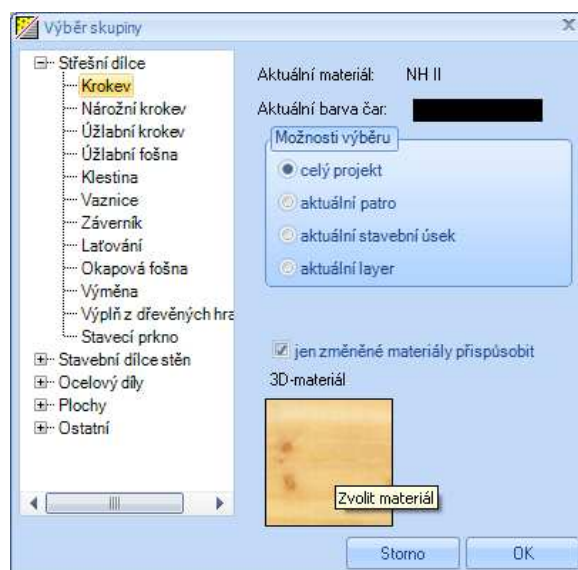 Výběr skupiny
Střešní dílce
Krokev
Nárožní krokev
Úžlabní krokev
Úžlabní fošna
Klestina
Vaznice
Záverník
Laťování
Okapová fošna
Výměna
Výplň z dřevěných hra
Stavecí prkno
Stavební dílce stěn
Ocelový díly
Plochy
Ostatní
Aktuální materiál: NH II
Aktuální barva čar:
Možnosti výběru
celý projekt
aktuální patro
aktuální stavební úsek
aktuální layer
jen změněné materiály přispůsobit
3D-materiál
Zvolit materiál
Storno
OK